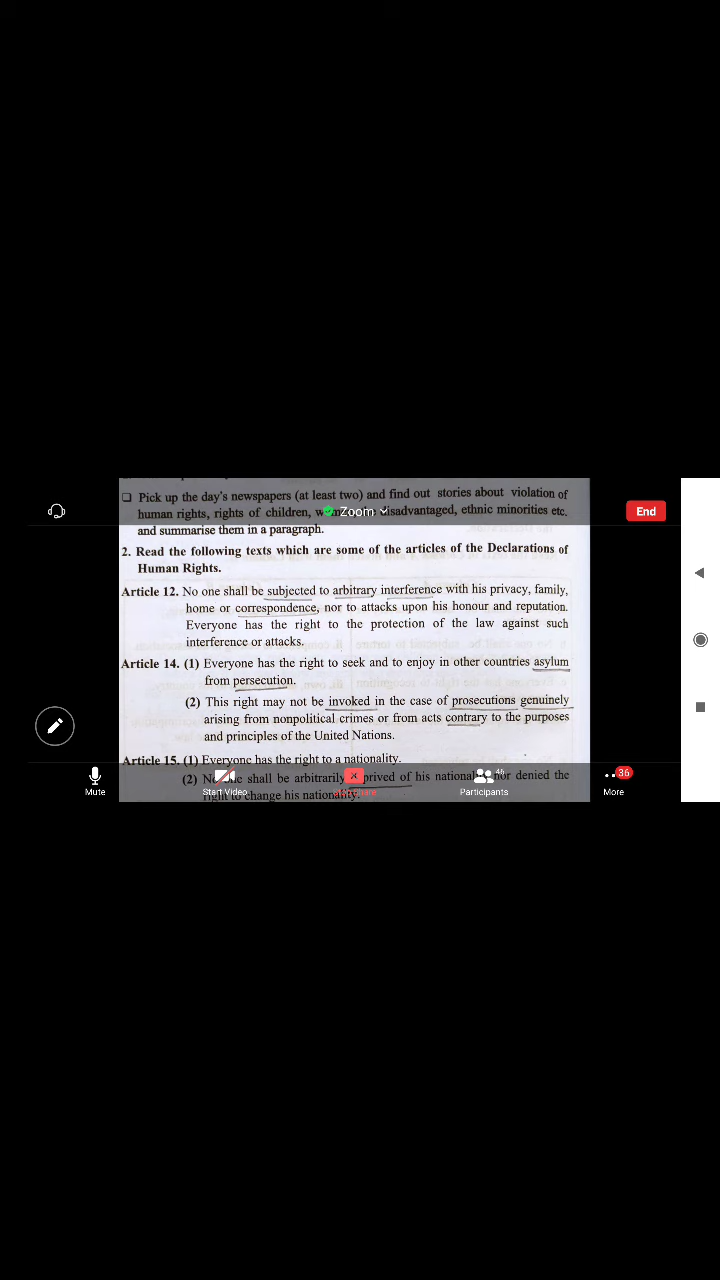 ❑ Pick up the day's newspapers (at least two) and find out stories about violation of
human rights, rights of children, disadvantaged, ethnic minorities etc.
Zoom
End
and summarise them in a paragraph.
2. Read the following texts which are some of the articles of the Declarations of
Human Rights.
Article 12. No one shall be subjected to arbitrary interference with his privacy, family,
home or correspondence, nor to attacks upon his honour and reputation.
Everyone has the right to the protection of the law against such
interference or attacks.
Article 14. (1) Everyone has the right to seek and to enjoy in other countries asylum
from persecution.
(2) This right may not be invoked in the case of prosecutions genuinely
arising from nonpolitical crimes or from acts contrary to the purposes
and principles of the United Nations.
Article 15. (1) Everyone has the right to a nationality.
(2) shall be arbitrarily of his nor denied the
right to change his nationality.
46
36
Mute
Start Video
Participants
More